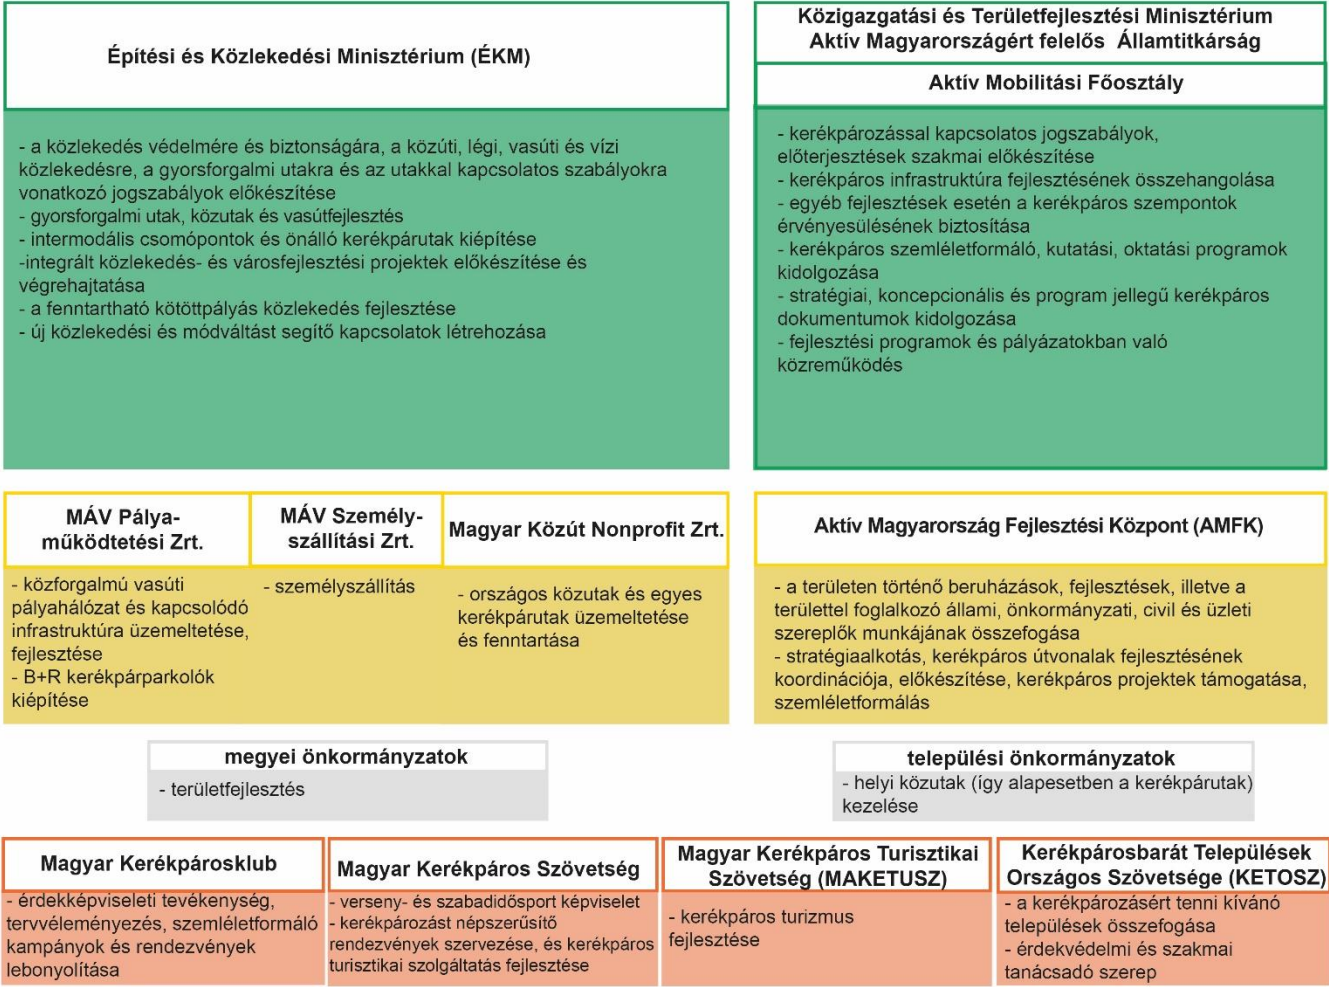 Építési és Közlekedési Minisztérium (ÉKM)
- a közlekedés védelmére és biztonságára, a közúti, légi, vasúti és vízi
közlekedésre, a gyorsforgalmi utakra és az utakkal kapcsolatos szabályokra
vonatkozó jogszabályok előkészítése
- gyorsforgalmi utak, közutak és vasútfejlesztés
- intermodális csomópontok és önálló kerékpárutak kiépítése
-integrált közlekedés- és városfejlesztési projektek előkészítése és
végrehajtatása
- a fenntartható kötöttpályás közlekedés fejlesztése
- új közlekedési és módváltást segítő kapcsolatok létrehozása
Közigazgatási és Területfejlesztési Minisztérium
Aktív Magyarországért felelős Államtitkárság
Aktív Mobilitási Főosztály
- kerékpározással kapcsolatos jogszabályok,
előterjesztések szakmai előkészítése
- kerékpáros infrastruktúra fejlesztésének összehangolása
- egyéb fejlesztések esetén a kerékpáros szempontok
érvényesülésének biztosítása
- kerékpáros szemléletformáló, kutatási, oktatási programok
kidolgozása
- stratégiai, koncepcionális és program jellegű kerékpáros
dokumentumok kidolgozása
- fejlesztési programok és pályázatokban való
közreműködés
MÁV Pálya-
működtetési Zrt.
- közforgalmú vasúti
pályahálózat és kapcsolódó
infrastruktúra üzemeltetése,
fejlesztése
- B+R kerékpárparkolók
kiépítése
MÁV Személy-
szállítási Zrt.
- személyszállítás
Magyar Közút Nonprofit Zrt.
- országos közutak és egyes
kerékpárutak üzemeltetése
és fenntartása
Aktív Magyarország Fejlesztési Központ (AMFK)
- a területen történő beruházások, fejlesztések, illetve a
területtel foglalkozó állami, önkormányzati, civil és üzleti
szereplők munkájának összefogása
- stratégiaalkotás, kerékpáros útvonalak fejlesztésének
koordinációja, előkészítése, kerékpáros projektek támogatása,
szemléletformálás
megyei önkormányzatok
- területfejlesztés
települési önkormányzatok
- helyi közutak (így alapesetben a kerékpárutak)
kezelése
Magyar Kerékpárosklub
- érdekképviseleti tevékenység,
tervvéleményezés, szemléletformáló
kampányok és rendezvények
lebonyolítása
Magyar Kerékpáros Szövetség
- verseny- és szabadidősport képviselet
- kerékpározást népszerűsítő
rendezvények szervezése, és kerékpáros
turisztikai szolgáltatás fejlesztése
Magyar Kerékpáros Turisztikai
Szövetség (MAKETUSZ)
- kerékpáros turizmus
fejlesztése
Kerékpárosbarát Települések
Országos Szövetsége (KETOSZ)
- a kerékpározásért tenni kívánó
települések összefogása
- érdekvédelmi és szakmai
tanácsadó szerep